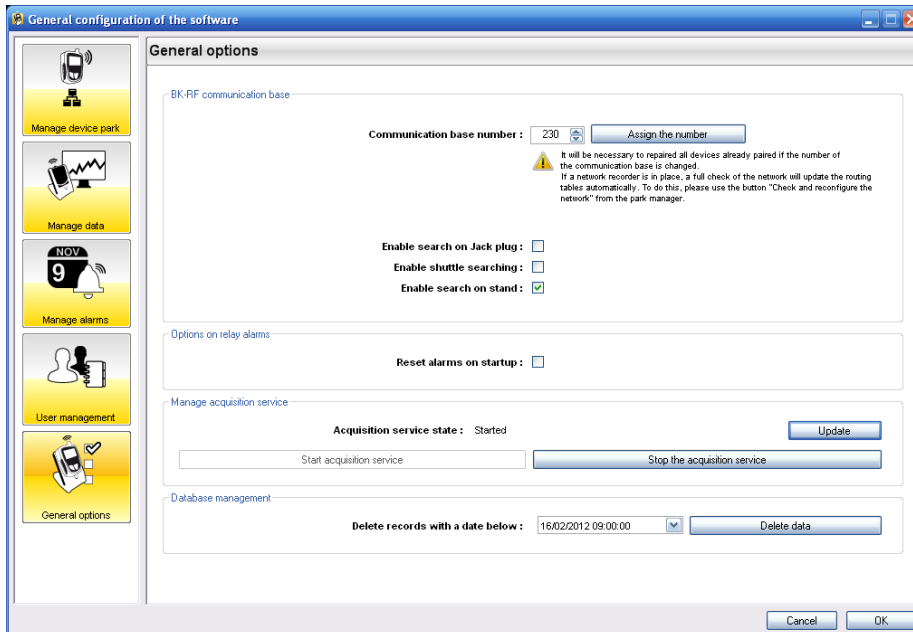 General configuration of the software
Manage device park
Manage data
NOV
9
Manage alarms
User management
General options
General options
BK-RF communication base
Communication base number : 230 Assign the number
It will be necessary to repaired all devices already paired if the number of
the communication base is changed.
If a network recorder is in place, a full check of the network will update the routing
tables automatically. To do this, please use the button "Check and reconfigure the
network" from the park manager.
Enable search on Jack plug :
Enable shuttle searching :
Enable search on stand :
Options on relay alarms
Reset alarms on startup :
Manage acquisition service
Acquisition service state : Started Update
Start acquisition service Stop the acquisition service
Database management
Delete records with a date below : 16/02/2012 09:00:00 Delete data
Cancel OK